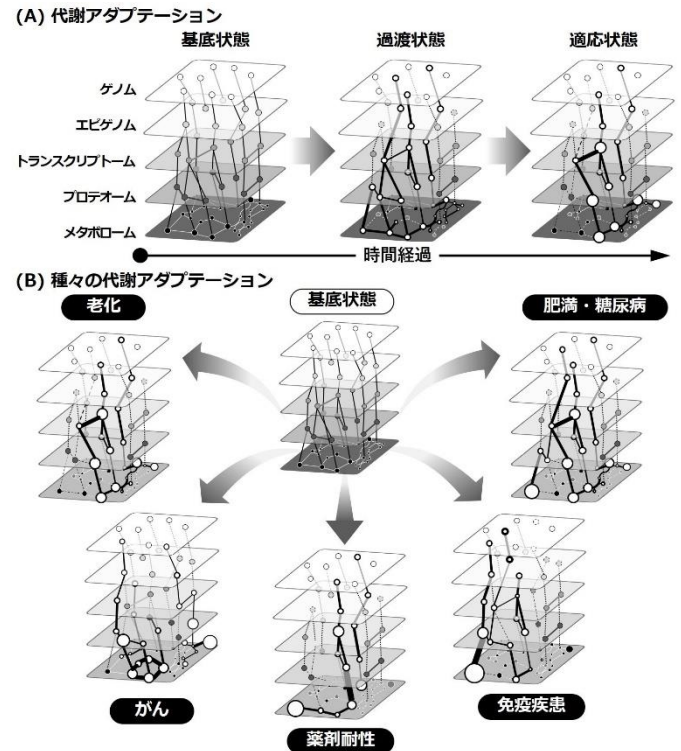 (A) 代謝アダプテーション
基底状態
過渡状態
適応状態
ゲノム
エピゲノム
トランスクリプトーム
プロテオーム
メタボローム
時間経過
(B) 種々の代謝アダプテーション
老化
基底状態
肥満・糖尿病
がん
薬剤耐性
免疫疾患